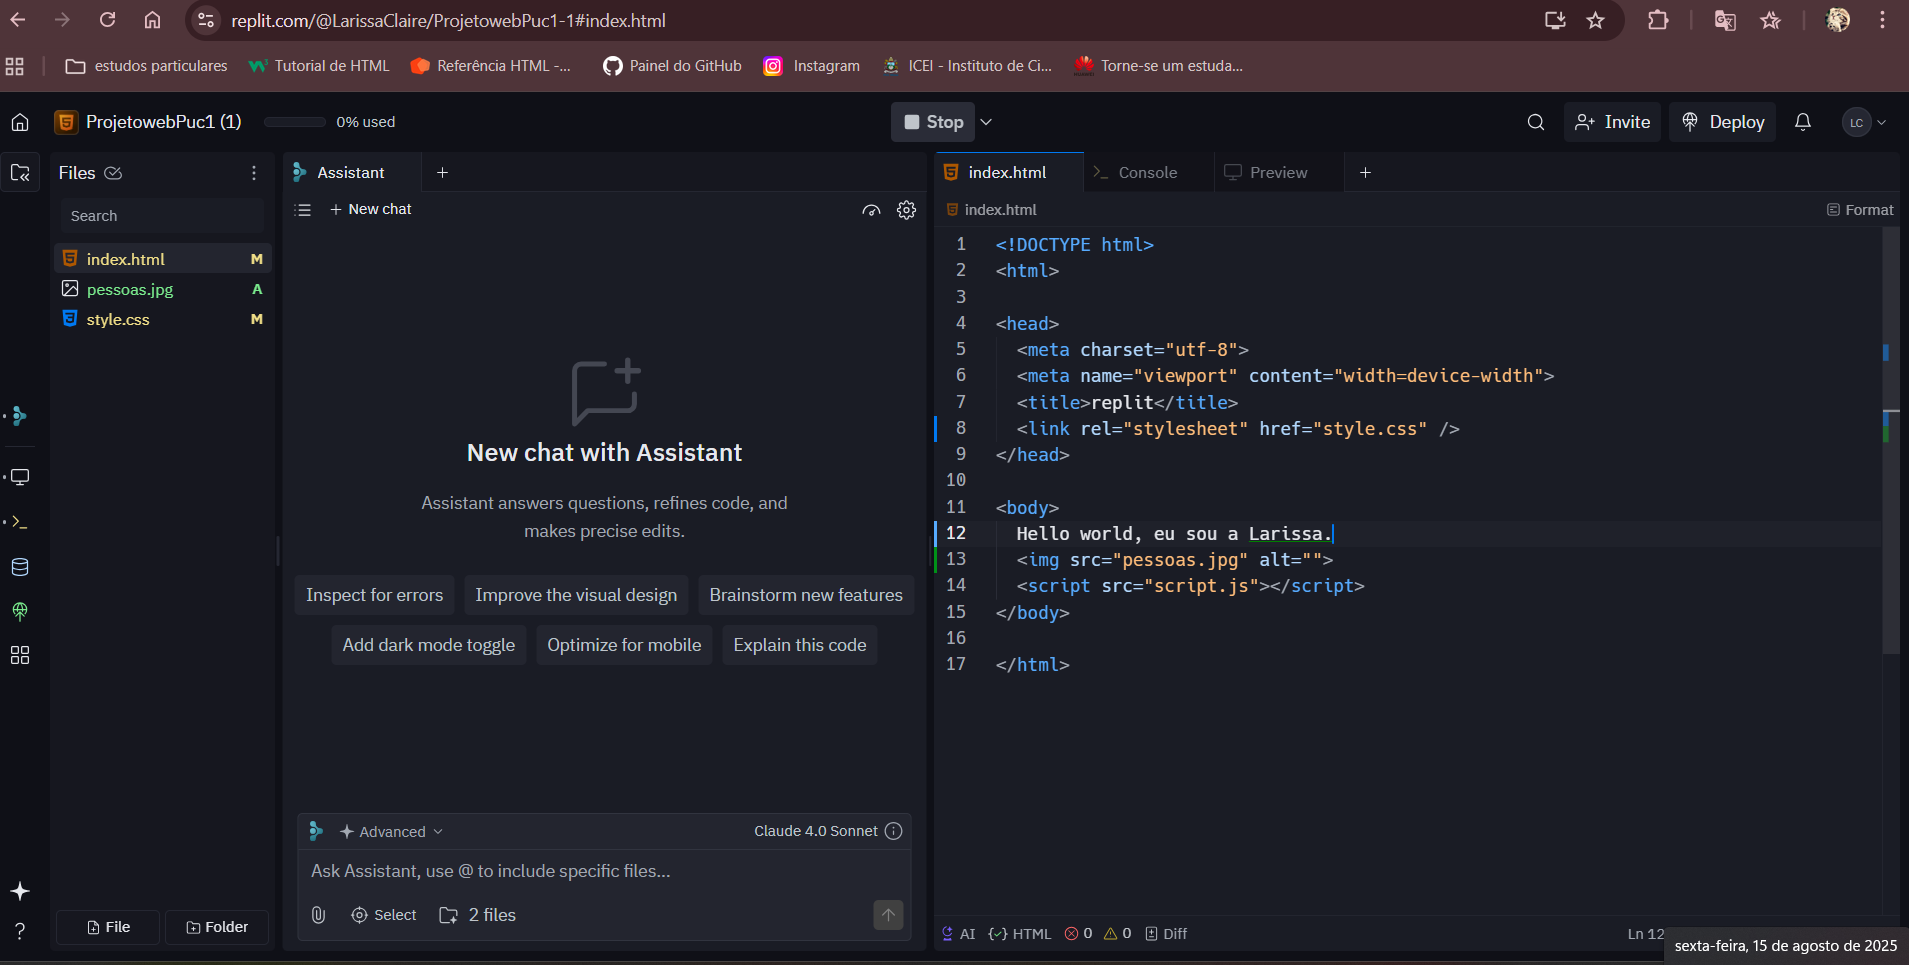 replit.com/@LarissaClaire/ProjetowebPuc1-1#index.html
estudos particulares
Tutorial de HTML
Referência HTML -...
Painel do GitHub
Instagram
ICEI - Instituto de Ci...
Torne-se um estuda...
ProjetowebPuc1 (1)
0% used
Stop
Invite
Deploy
LC
Files
Search
index.html M
pessoas.jpg A
style.css M
File
Folder
Assistant
New chat
New chat with Assistant
Assistant answers questions, refines code, and
makes precise edits.
Inspect for errors
Improve the visual design
Brainstorm new features
Add dark mode toggle
Optimize for mobile
Explain this code
Advanced
Claude 4.0 Sonnet
Ask Assistant, use @ to include specific files...
Select
2 files
index.html
Console
Preview
index.html
Format
1 <!DOCTYPE html>
2 <html>
3
4 <head>
5 <meta charset="utf-8">
6 <meta name="viewport" content="width=device-width">
7 <title>replit</title>
8 <link rel="stylesheet" href="style.css" />
9 </head>
10
11 <body>
12 Hello world, eu sou a Larissa.
13 <img src="pessoas.jpg" alt="">
14 <script src="script.js"></script>
15 </body>
16
17 </html>
AI
HTML
0
0
Diff
Ln 12
sexta-feira, 15 de agosto de 2025